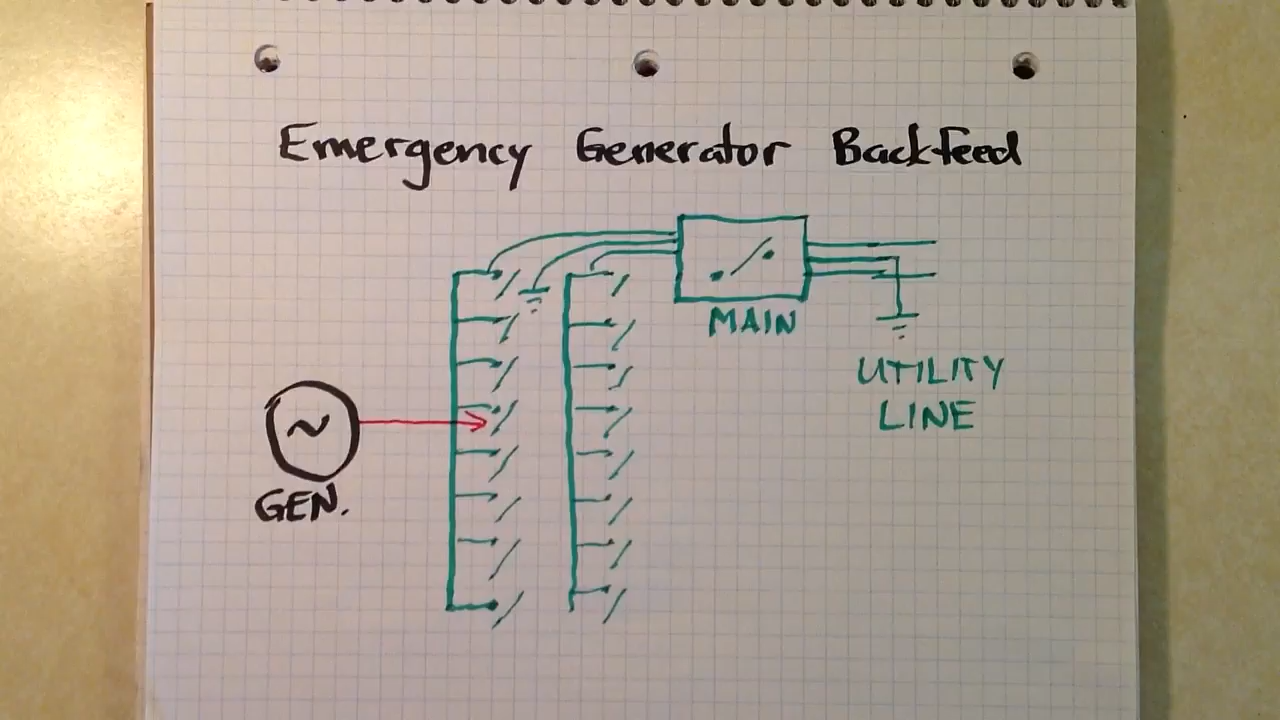 Emergency Generator Backfeed
MAIN
UTILITY
LINE
~
GEN.